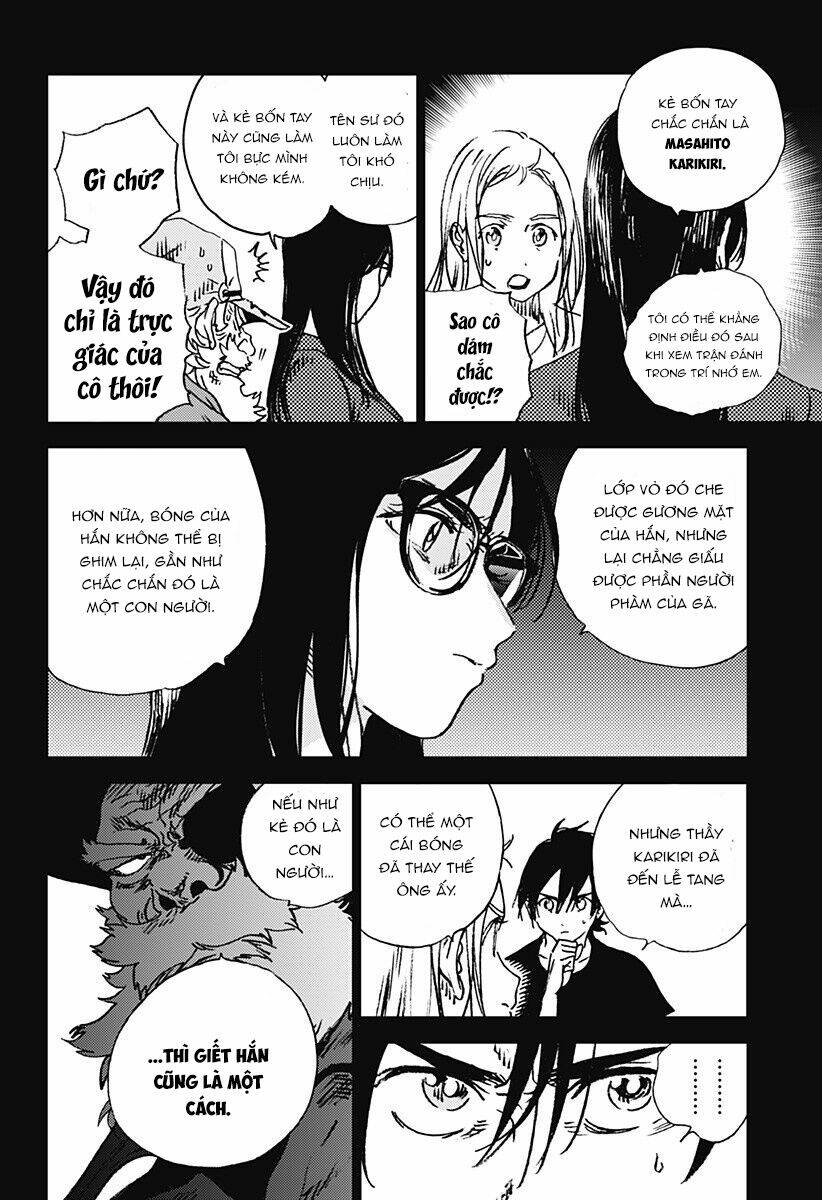 KẺ BỐN TAY
CHẮC CHẮN LÀ
MASAHITO
KARIKIRI.
TÔI CÓ THỂ KHẲNG
ĐỊNH ĐIỀU ĐÓ SAU
KHI XEM TRẬN ĐÁNH
TRONG TRÍ NHỚ EM.
Sao cô
dám
chắc
được!?
TÊN SƯ ĐÓ
LUÔN LÀM
TÔI KHÓ
CHỊU.
VÀ KẺ BỐN TAY
NÀY CŨNG LÀM
TÔI BỰC MÌNH
KHÔNG KÉM.
Gì chứ?
Vậy đó
chỉ là trực
giác của
cô thôi!
LỚP VỎ ĐÓ CHE
ĐƯỢC GƯƠNG MẶT
CỦA HẮN, NHƯNG
LẠI CHẲNG GIẤU
ĐƯỢC PHẦN NGƯỜI
PHÀM CỦA GÃ.
HƠN NỮA, BÓNG CỦA
HẮN KHÔNG THỂ BỊ
GHIM LẠI, GẦN NHƯ
CHẮC CHẮN ĐÓ LÀ
MỘT CON NGƯỜI.
NHƯNG THẦY
KARIKIRI ĐÃ
ĐẾN LỄ TANG
MÀ...
CÓ THỂ MỘT
CÁI BÓNG
ĐÃ THAY THẾ
ÔNG ẤY.
NẾU NHƯ
KẺ ĐÓ LÀ
CON
NGƯỜI...
...THÌ GIẾT HẮN
CŨNG LÀ MỘT
CÁCH.
......